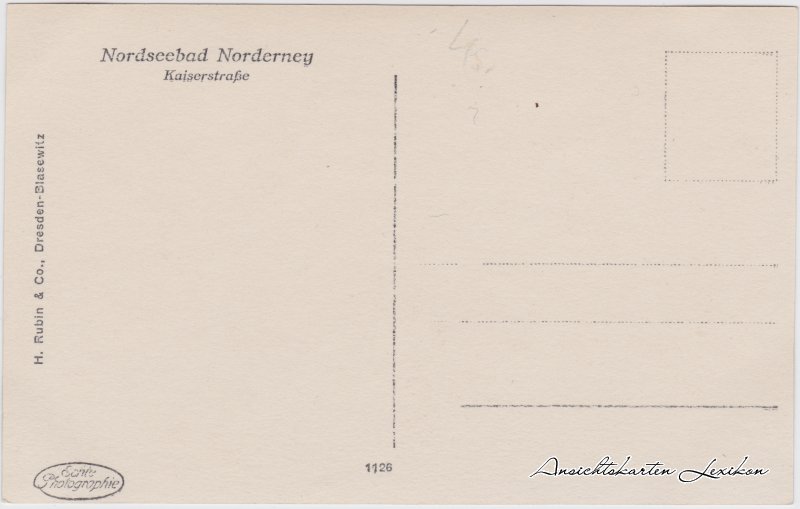 Nordseebad Norderney
Kaiserstraße
H. Rubin & Co., Dresden-Blasewitz
Echte
Photographie
1126
Ansichtskarten Lexikon